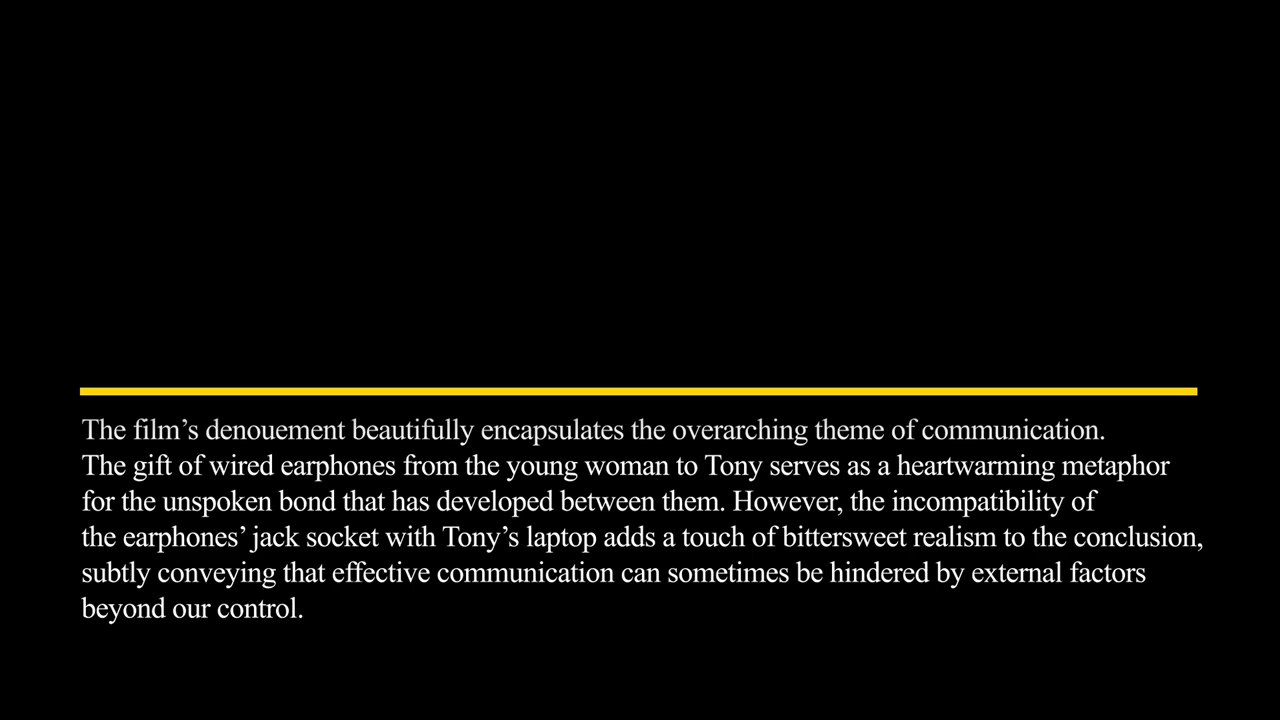 The film’s denouement beautifully encapsulates the overarching theme of communication.
The gift of wired earphones from the young woman to Tony serves as a heartwarming metaphor
for the unspoken bond that has developed between them. However, the incompatibility of
the earphones’ jack socket with Tony’s laptop adds a touch of bittersweet realism to the conclusion,
subtly conveying that effective communication can sometimes be hindered by external factors
beyond our control.